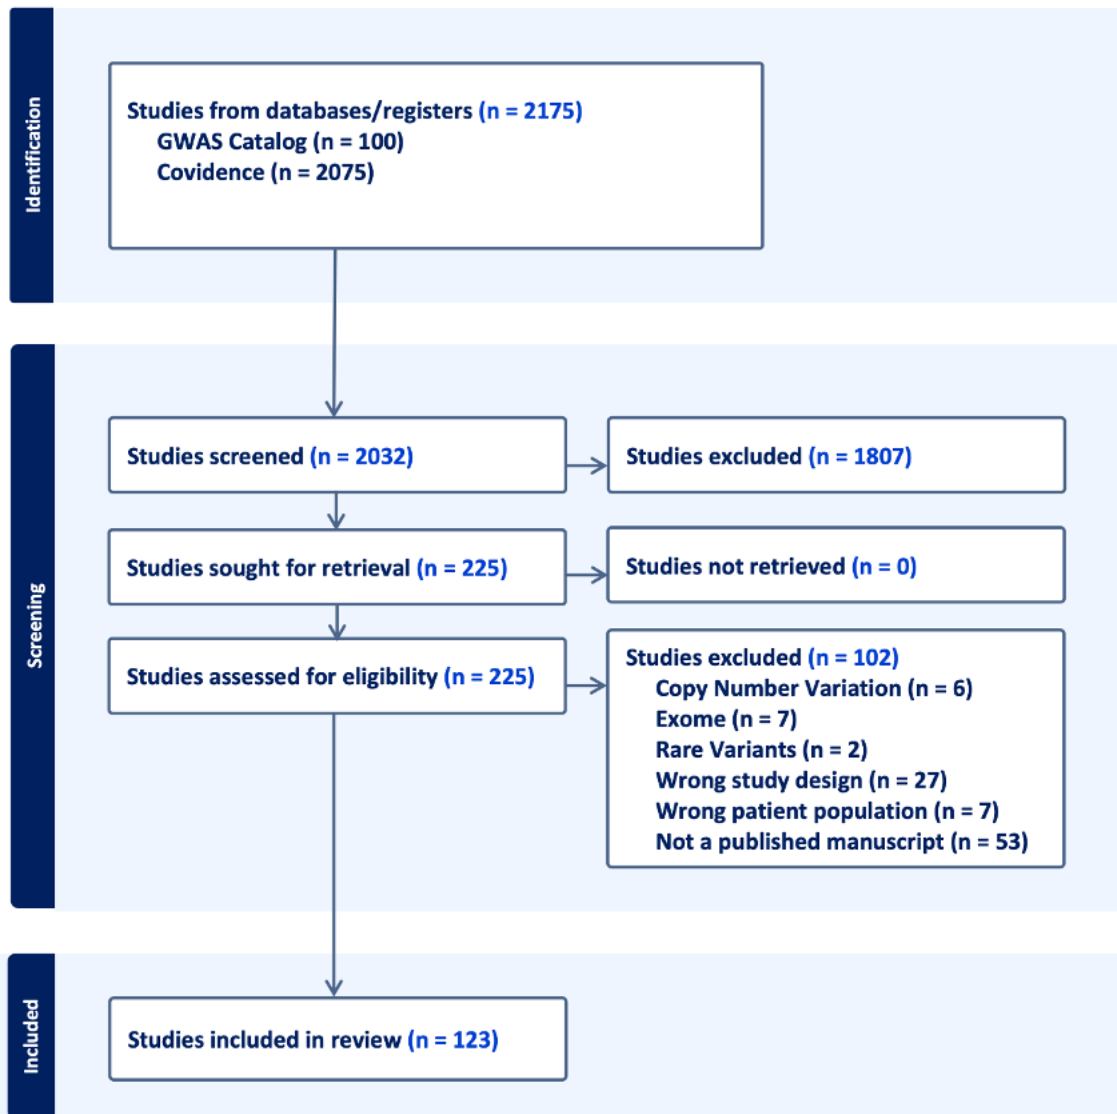 Identification
Studies from databases/registers (n = 2175)
GWAS Catalog (n = 100)
Covidence (n = 2075)
Screening
Studies screened (n = 2032)
Studies excluded (n = 1807)
Studies sought for retrieval (n = 225)
Studies not retrieved (n = 0)
Studies assessed for eligibility (n = 225)
Studies excluded (n = 102)
Copy Number Variation (n = 6)
Exome (n = 7)
Rare Variants (n = 2)
Wrong study design (n = 27)
Wrong patient population (n = 7)
Not a published manuscript (n = 53)
Included
Studies included in review (n = 123)